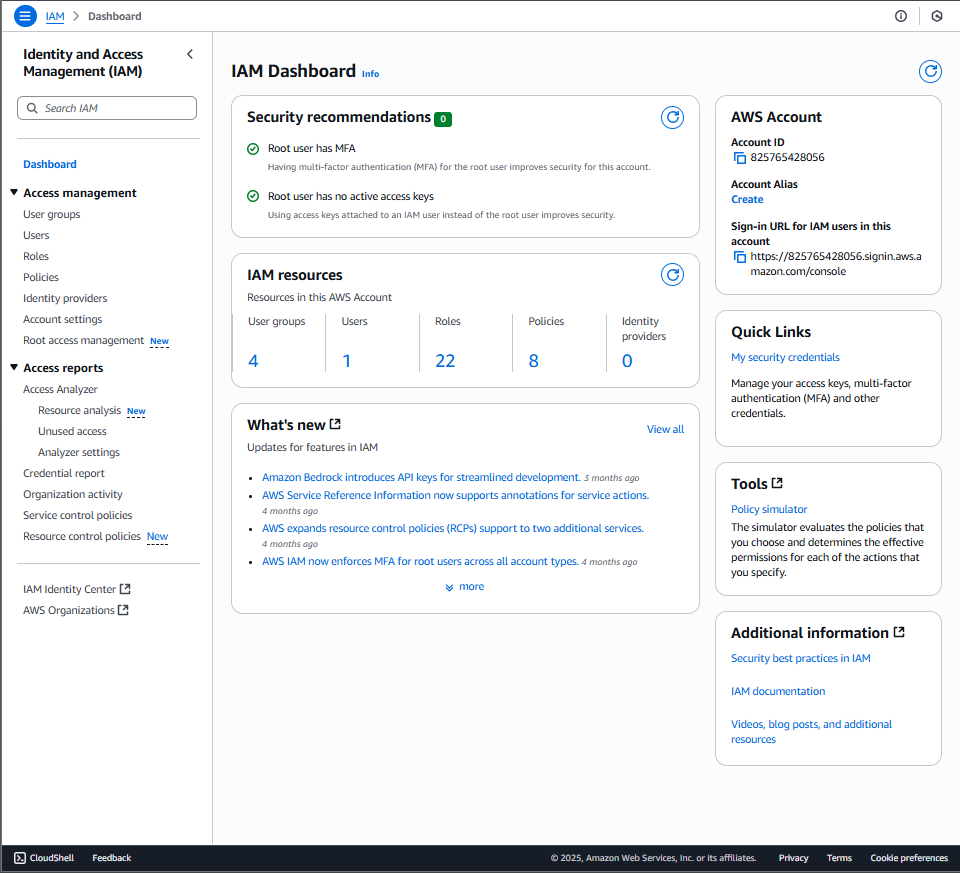 IAM > Dashboard
Identity and Access
Management (IAM)
Search IAM
Dashboard
Access management
User groups
Users
Roles
Policies
Identity providers
Account settings
Root access management New
Access reports
Access Analyzer
Resource analysis New
Unused access
Analyzer settings
Credential report
Organization activity
Service control policies
Resource control policies New
IAM Identity Center
AWS Organizations
IAM Dashboard Info
Security recommendations 0
Root user has MFA
Having multi-factor authentication (MFA) for the root user improves security for this account.
Root user has no active access keys
Using access keys attached to an IAM user instead of the root user improves security.
IAM resources
Resources in this AWS Account
User groups
4
Users
1
Roles
22
Policies
8
Identity
providers
0
What's new
View all
Updates for features in IAM
Amazon Bedrock introduces API keys for streamlined development. 3 months ago
AWS Service Reference Information now supports annotations for service actions.
4 months ago
AWS expands resource control policies (RCPs) support to two additional services.
4 months ago
AWS IAM now enforces MFA for root users across all account types. 4 months ago
more
AWS Account
Account ID
825765428056
Account Alias
Create
Sign-in URL for IAM users in this
account
https://825765428056.signin.aws.a
mazon.com/console
Quick Links
My security credentials
Manage your access keys, multi-factor
authentication (MFA) and other
credentials.
Tools
Policy simulator
The simulator evaluates the policies that
you choose and determines the effective
permissions for each of the actions that
you specify.
Additional information
Security best practices in IAM
IAM documentation
Videos, blog posts, and additional
resources
CloudShell
Feedback
© 2025, Amazon Web Services, Inc. or its affiliates.
Privacy
Terms
Cookie preferences